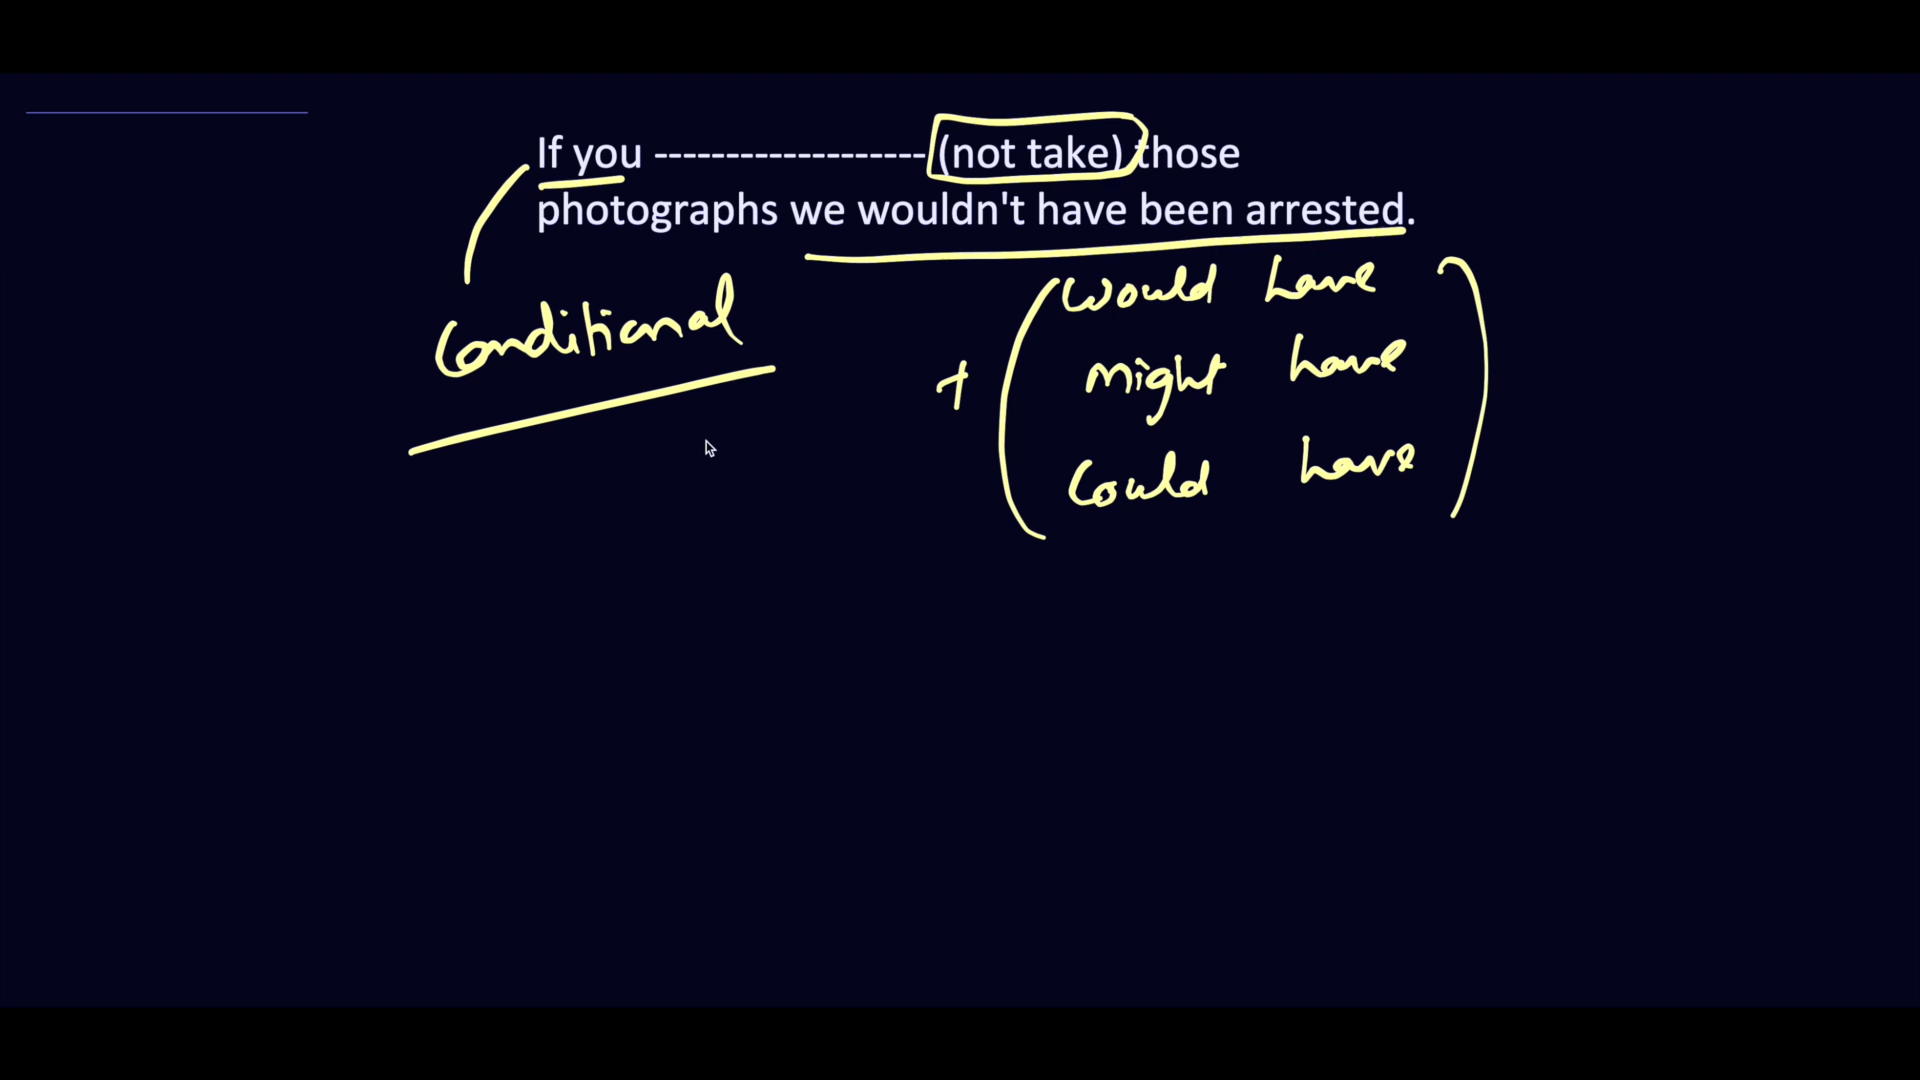 If you ------------------- (not take) those
photographs we wouldn't have been arrested.
Conditional
+
would have
might have
Could have